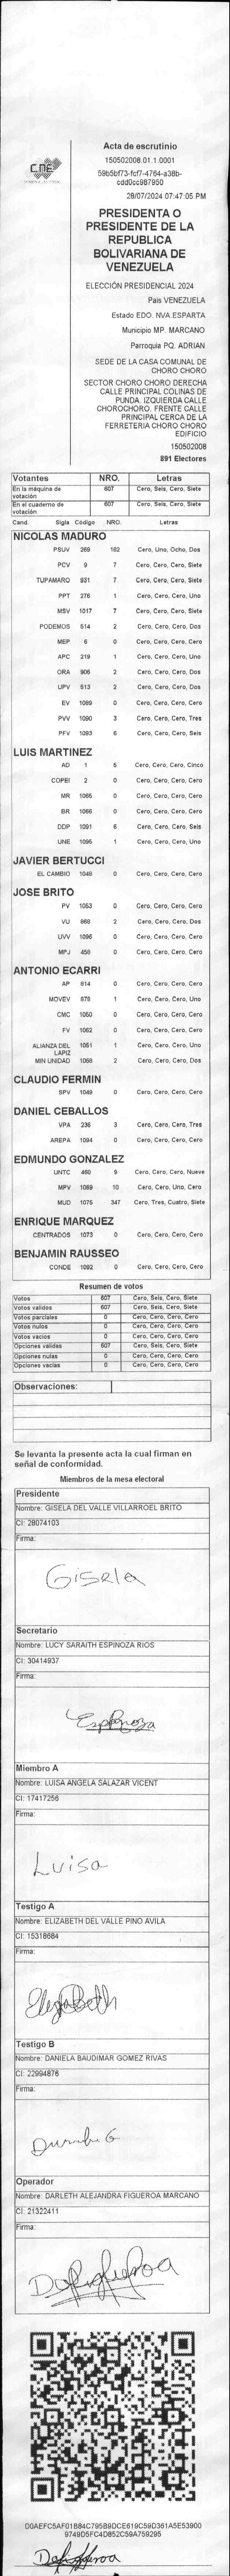 CNE
Acta de escrutinio
150502008.01.1.0001
59b5bf73-fcf7-4764-a38b-
cdd0cc987950
28/07/2024 07:47:05 PM
PRESIDENTA O
PRESIDENTE DE LA
REPUBLICA
BOLIVARIANA DE
VENEZUELA
ELECCIÓN PRESIDENCIAL 2024
Pais VENEZUELA
Estado EDO. NVA.ESPARTA
Municipio MP. MARCANO
Parroquia PQ. ADRIAN
SEDE DE LA CASA COMUNAL DE
CHORO CHORO
SECTOR CHORO CHORO DERECHA
CALLE PRINCIPAL COLINAS DE
PUNDA. IZQUIERDA CALLE
CHOROCHORO. FRENTE CALLE
PRINCIPAL CERCA DE LA
FERRETERIA CHORO CHORO
EDIFICIO
150502008
891 Electores
Votantes NRO. Letras
En la máquina de votación 607 Cero, Seis, Cero, Siete
En el cuaderno de votación 607 Cero, Seis, Cero, Siete
Cand. Sigla Código NRO. Letras
NICOLAS MADURO
PSUV 269 182 Cero, Uno, Ocho, Dos
PCV 9 7 Cero, Cero, Cero, Siete
TUPAMARO 931 7 Cero, Cero, Cero, Siete
PPT 276 1 Cero, Cero, Cero, Uno
MSV 1017 7 Cero, Cero, Cero, Siete
PODEMOS 514 2 Cero, Cero, Cero, Dos
MEP 6 0 Cero, Cero, Cero, Cero
APC 219 1 Cero, Cero, Cero, Uno
ORA 906 2 Cero, Cero, Cero, Dos
UPV 513 2 Cero, Cero, Cero, Dos
EV 1089 0 Cero, Cero, Cero, Cero
PVV 1090 3 Cero, Cero, Cero, Tres
PFV 1093 6 Cero, Cero, Cero, Seis
LUIS MARTINEZ
AD 1 5 Cero, Cero, Cero, Cinco
COPEI 2 0 Cero, Cero, Cero, Cero
MR 1065 0 Cero, Cero, Cero, Cero
BR 1066 0 Cero, Cero, Cero, Cero
DDP 1091 6 Cero, Cero, Cero, Seis
UNE 1095 1 Cero, Cero, Cero, Uno
JAVIER BERTUCCI
EL CAMBIO 1048 0 Cero, Cero, Cero, Cero
JOSE BRITO
PV 1053 0 Cero, Cero, Cero, Cero
VU 868 2 Cero, Cero, Cero, Dos
UVV 1096 0 Cero, Cero, Cero, Cero
MPJ 458 0 Cero, Cero, Cero, Cero
ANTONIO ECARRI
AP 814 0 Cero, Cero, Cero, Cero
MOVEV 878 1 Cero, Cero, Cero, Uno
CMC 1050 0 Cero, Cero, Cero, Cero
FV 1062 0 Cero, Cero, Cero, Cero
ALIANZA DEL LAPIZ 1051 1 Cero, Cero, Cero, Uno
MIN UNIDAD 1068 2 Cero, Cero, Cero, Dos
CLAUDIO FERMIN
SPV 1049 0 Cero, Cero, Cero, Cero
DANIEL CEBALLOS
VPA 236 3 Cero, Cero, Cero, Tres
AREPA 1094 0 Cero, Cero, Cero, Cero
EDMUNDO GONZALEZ
UNTC 460 9 Cero, Cero, Cero, Nueve
MPV 1069 10 Cero, Cero, Uno, Cero
MUD 1075 347 Cero, Tres, Cuatro, Siete
ENRIQUE MARQUEZ
CENTRADOS 1073 0 Cero, Cero, Cero, Cero
BENJAMIN RAUSSEO
CONDE 1092 0 Cero, Cero, Cero, Cero
Resumen de votos
Votos 607 Cero, Seis, Cero, Siete
Votos validos 607 Cero, Seis, Cero, Siete
Votos parciales 0 Cero, Cero, Cero, Cero
Votos nulos 0 Cero, Cero, Cero, Cero
Votos vacios 0 Cero, Cero, Cero, Cero
Opciones validas 607 Cero, Seis, Cero, Siete
Opciones nulas 0 Cero, Cero, Cero, Cero
Opciones vacias 0 Cero, Cero, Cero, Cero
Observaciones:
Se levanta la presente acta la cual firman en
señal de conformidad.
Miembros de la mesa electoral
Presidente
Nombre: GISELA DEL VALLE VILLARROEL BRITO
CI: 28074103
Firma:
Gisela
Secretario
Nombre: LUCY SARAITH ESPINOZA RIOS
CI: 30414937
Firma:
Espinoza
Miembro A
Nombre: LUISA ANGELA SALAZAR VICENT
CI: 17417256
Firma:
Luisa
Testigo A
Nombre: ELIZABETH DEL VALLE PINO AVILA
CI: 15318684
Firma:
Elizabeth
Testigo B
Nombre: DANIELA BAUDIMAR GOMEZ RIVAS
CI: 22994876
Firma:
Operador
Nombre: DARLETH ALEJANDRA FIGUEROA MARCANO
CI: 21322411
Firma:
D0AEFC5AF01B84C795B9DCE619C59D361A5E53900
9749D5FC4D852C59A759295